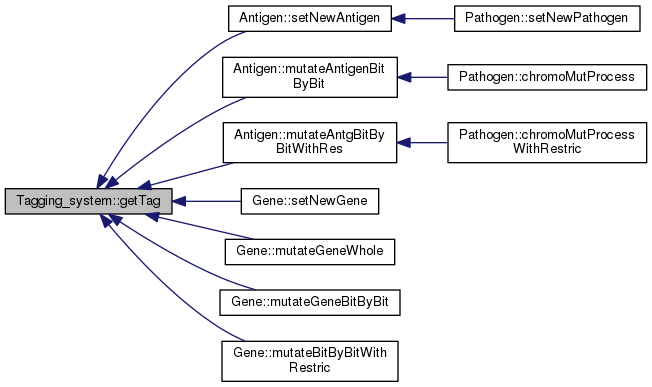 Antigen::setNewAntigen
Pathogen::setNewPathogen
Antigen::mutateAntigenBit
ByBit
Pathogen::chromoMutProcess
Antigen::mutateAntgBitBy
BitWithRes
Pathogen::chromoMutProcess
WithRestric
Tagging_system::getTag
Gene::setNewGene
Gene::mutateGeneWhole
Gene::mutateGeneBitByBit
Gene::mutateBitByBitWith
Restric